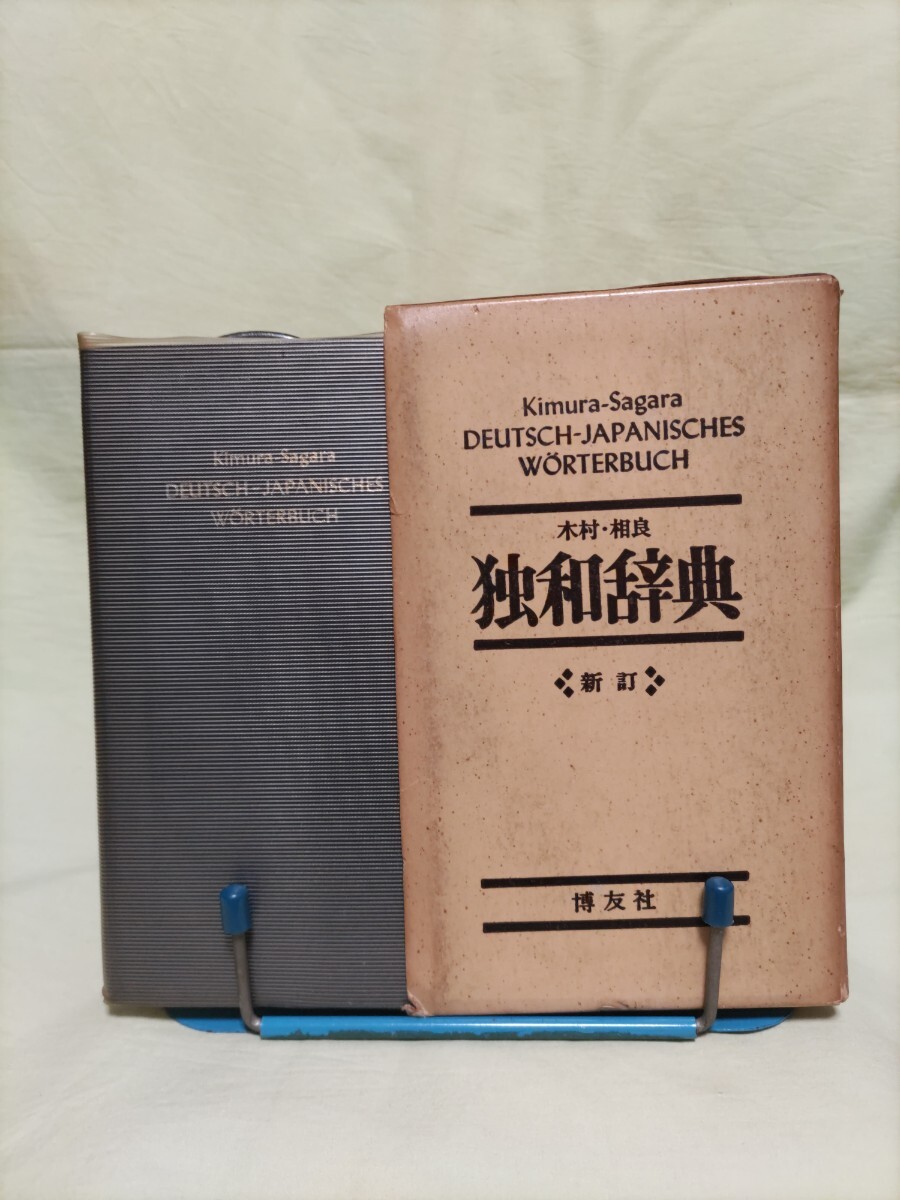 Kimura-Sagara
DEUTSCH-JAPANISCHES
WÖRTERBUCH
Kimura-Sagara
DEUTSCH-JAPANISCHES
WÖRTERBUCH
木村・相良
独和辞典
新訂
博友社